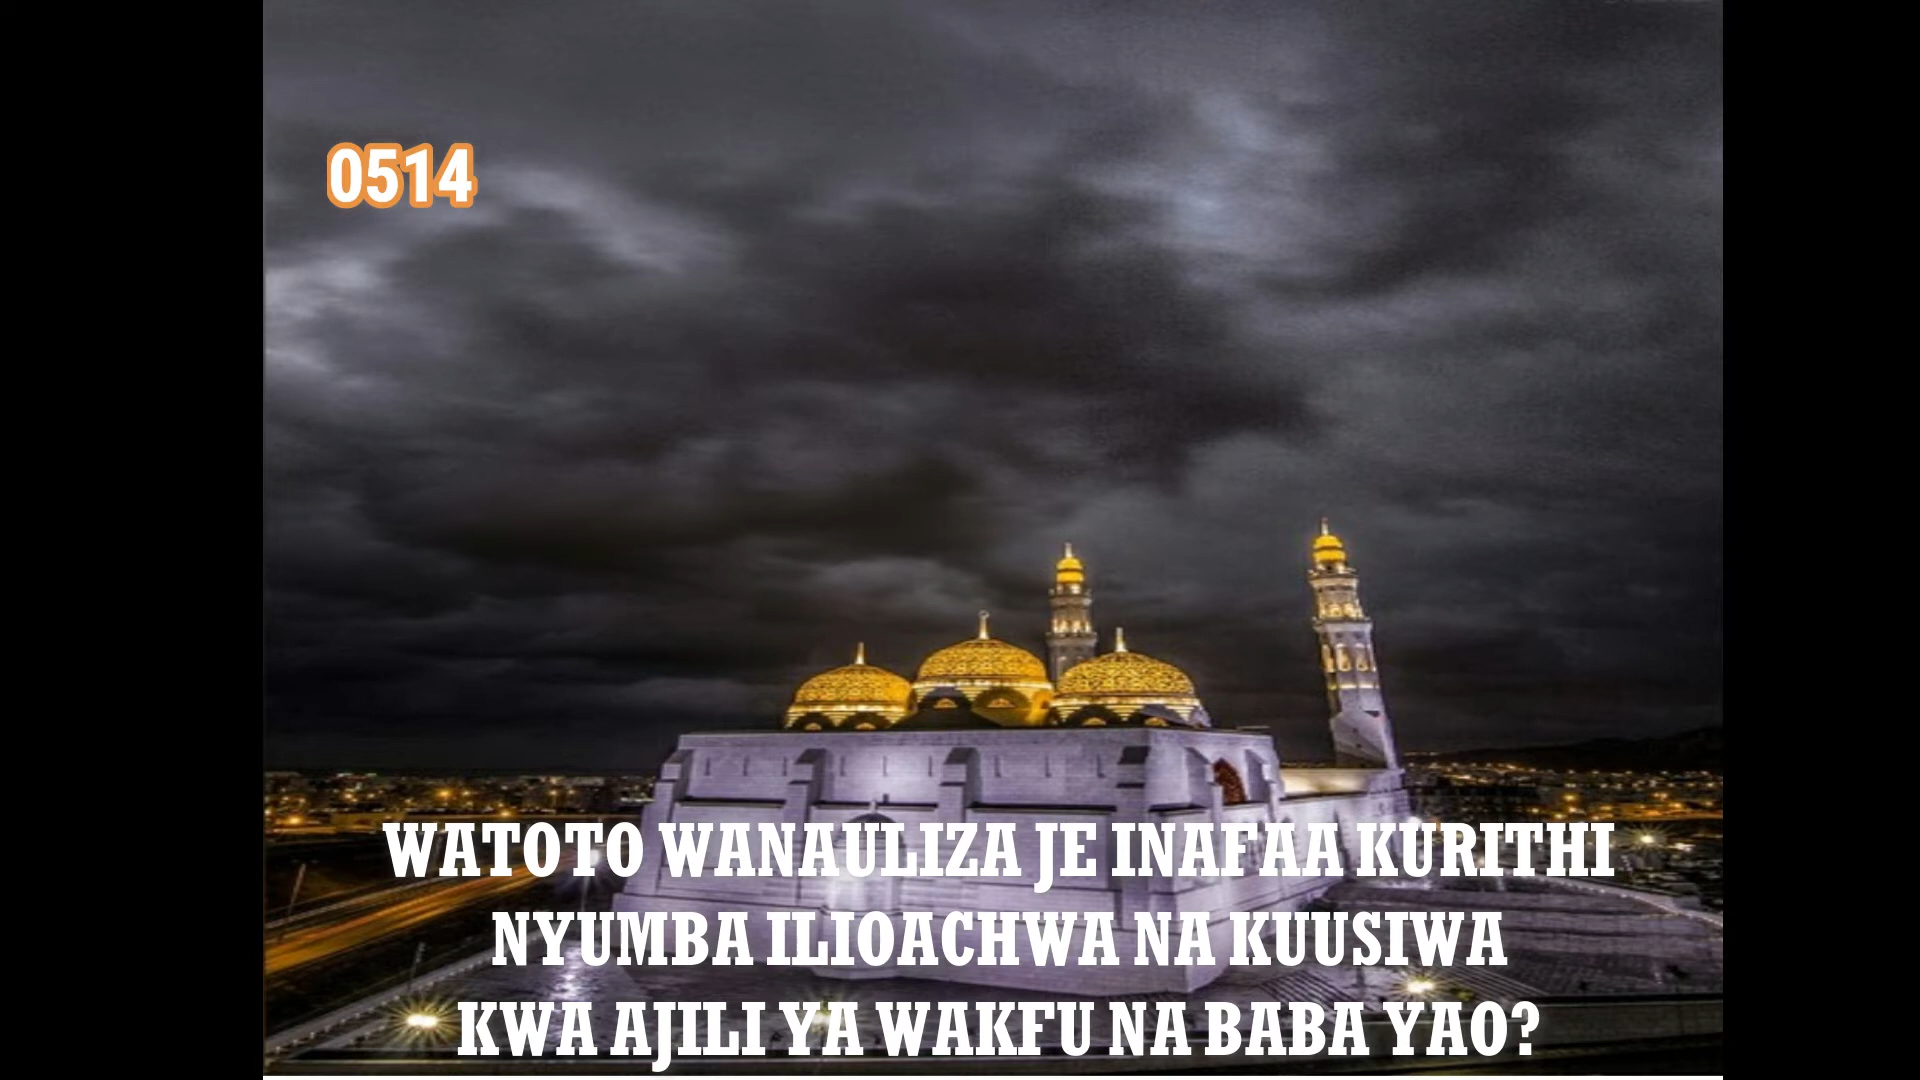 0514
WATOTO WANAULIZA JE INAFAA KURITHI
NYUMBA ILIOACHWA NA KUUSIWA
KWA AJILI YA WAKFU NA BABA YAO?